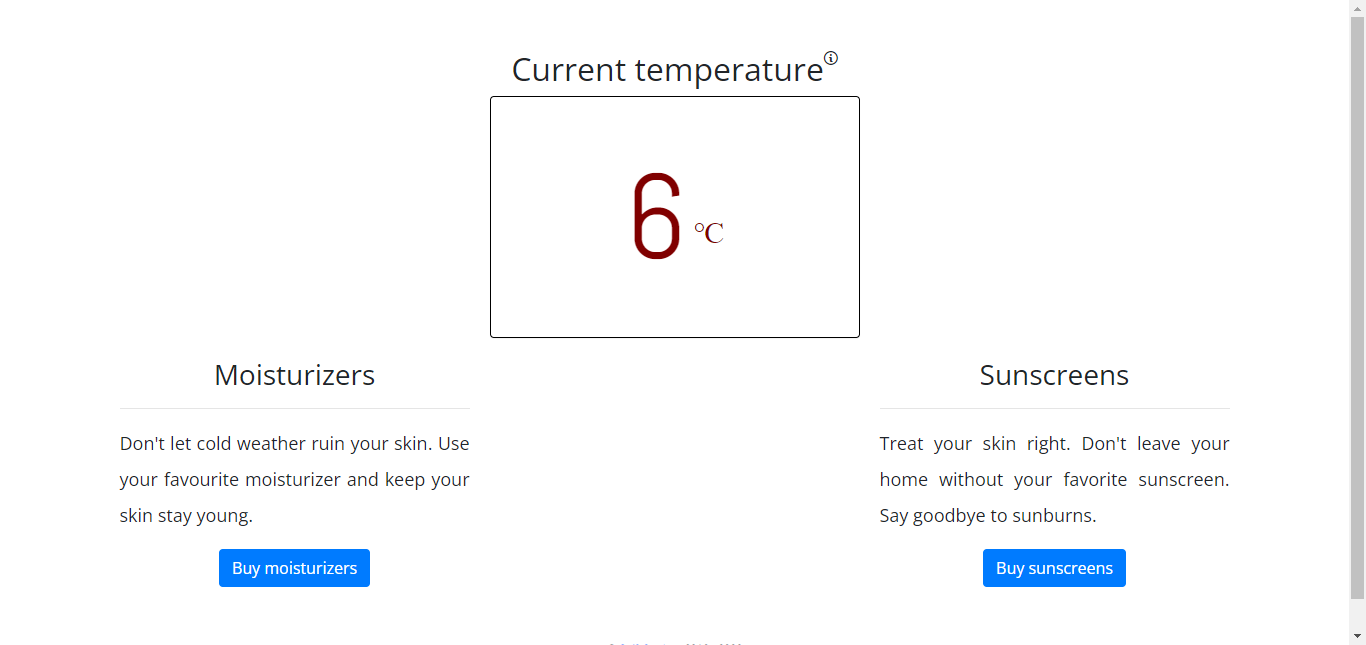 Current temperature
6 °C
Moisturizers
Don't let cold weather ruin your skin. Use
your favourite moisturizer and keep your
skin stay young.
Buy moisturizers
Sunscreens
Treat your skin right. Don't leave your
home without your favorite sunscreen.
Say goodbye to sunburns.
Buy sunscreens